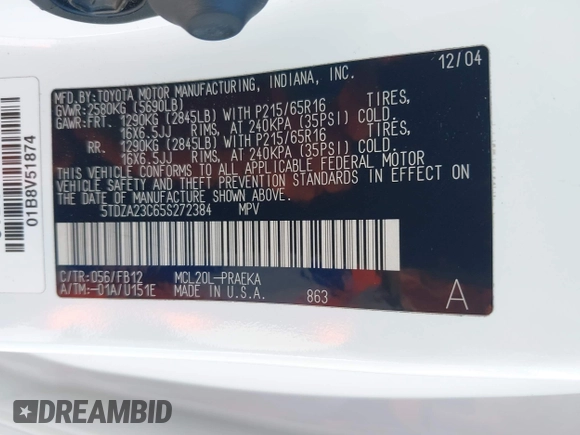 12/04
MFD.BY:TOYOTA MOTOR MANUFACTURING, INDIANA, INC.
GVWR:2580KG (5690LB)
GAWR:FRT. 1290KG (2845LB) WITH P215/65R16 TIRES,
16X6.5JJ RIMS, AT 240KPA (35PSI) COLD.
RR. 1290KG (2845LB) WITH P215/65R16 TIRES,
16X6.5JJ RIMS, AT 240KPA (35PSI) COLD.
THIS VEHICLE CONFORMS TO ALL APPLICABLE FEDERAL MOTOR
VEHICLE SAFETY AND THEFT PREVENTION STANDARDS IN EFFECT ON
THE DATE OF MANUFACTURE SHOWN ABOVE.
5TDZA23C65S272384 MPV
C/TR:056/FB12 MCL20L-PRAEKA
A/TM:-01A/U151E MADE IN U.S.A. 863 A
01B8V51874
DREAMBID